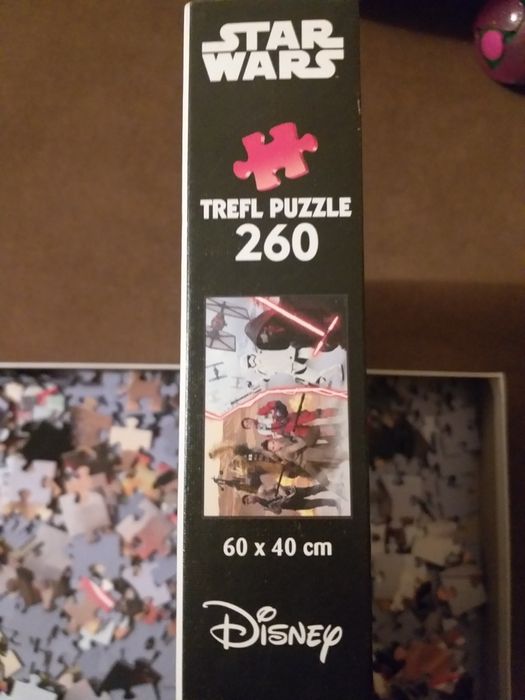 STAR
WARS
TREFL PUZZLE
260
60 x 40 cm
Disney